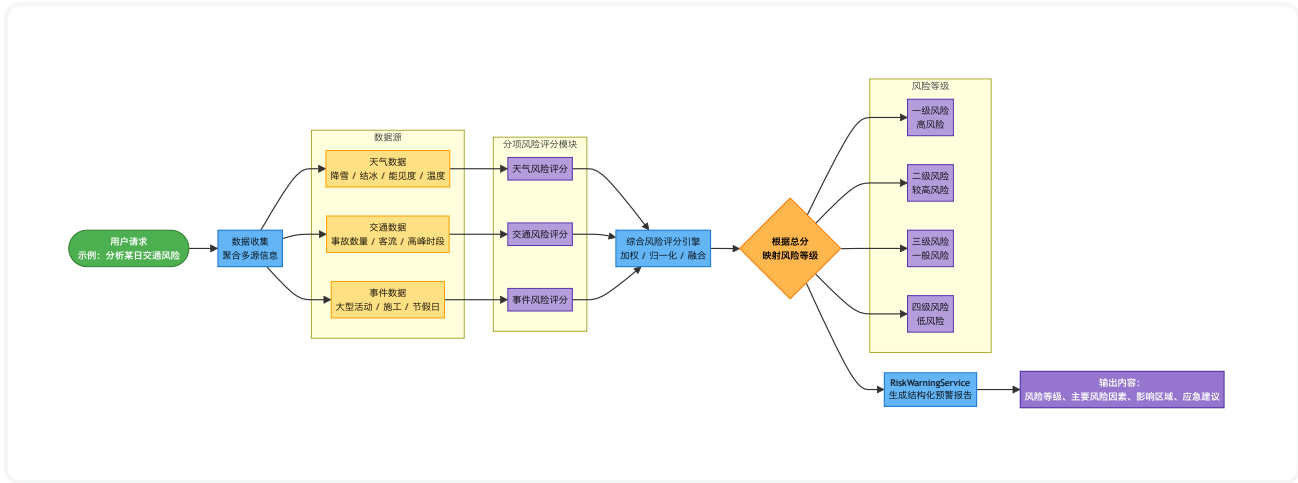 用户请求
示例：分析某日交通风险
数据收集
聚合多源信息
数据源
天气数据
降雪 / 结冰 / 能见度 / 温度
交通数据
事故数量 / 客流 / 高峰时段
事件数据
大型活动 / 施工 / 节假日
分项风险评分模块
天气风险评分
交通风险评分
事件风险评分
综合风险评分引擎
加权 / 归一化 / 融合
根据总分
映射风险等级
风险等级
一级风险
高风险
二级风险
较高风险
三级风险
一般风险
四级风险
低风险
RiskWarningService
生成结构化预警报告
输出内容：
风险等级、主要风险因素、影响区域、应急建议